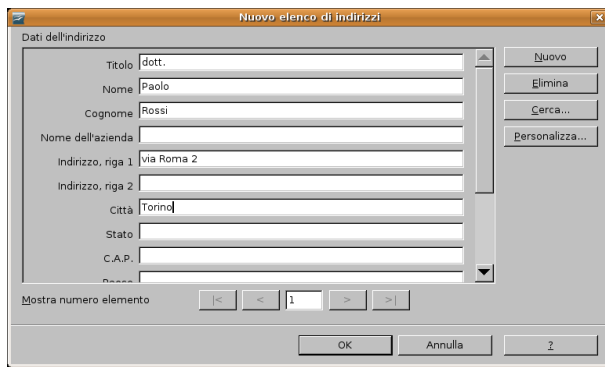 Nuovo elenco di indirizzi
Dati dell'indirizzo
Titolo dott.
Nome Paolo
Cognome Rossi
Nome dell'azienda
Indirizzo, riga 1 via Roma 2
Indirizzo, riga 2
Città Torino
Stato
C.A.P.
Nuovo
Elimina
Cerca...
Personalizza...
Mostra numero elemento |< < 1 > >|
OK Annulla ?